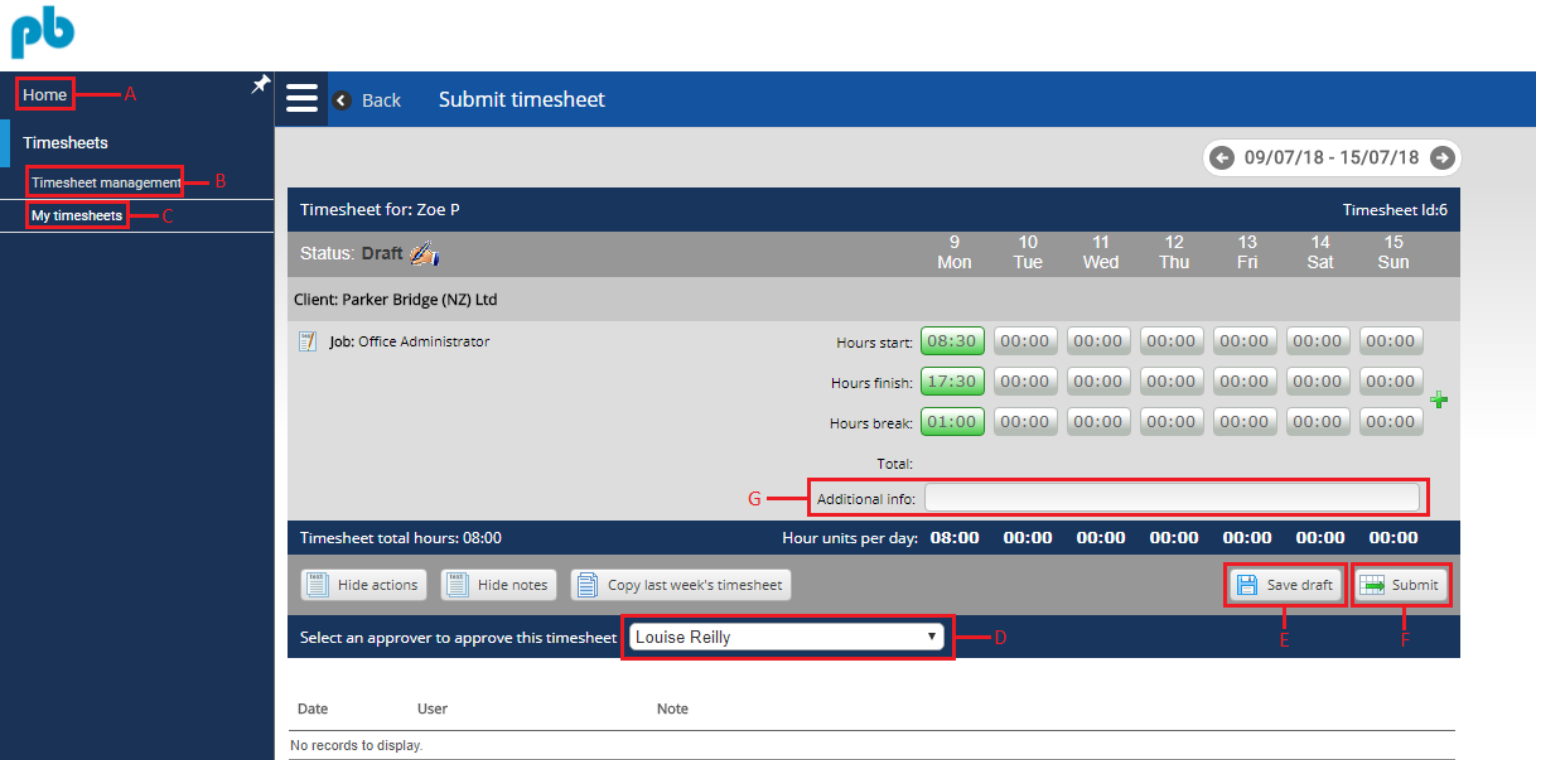 pb
Home A
Back Submit timesheet
Timesheets
09/07/18 - 15/07/18
Timesheet management B
My timesheets C
Timesheet for: Zoe P Timesheet Id:6
Status: Draft 9 10 11 12 13 14 15
Mon Tue Wed Thu Fri Sat Sun
Client: Parker Bridge (NZ) Ltd
Job: Office Administrator Hours start: 08:30 00:00 00:00 00:00 00:00 00:00 00:00
Hours finish: 17:30 00:00 00:00 00:00 00:00 00:00 00:00
Hours break: 01:00 00:00 00:00 00:00 00:00 00:00 00:00
Total:
G Additional info:
Timesheet total hours: 08:00 Hour units per day: 08:00 00:00 00:00 00:00 00:00 00:00 00:00
Hide actions Hide notes Copy last week's timesheet Save draft Submit
Select an approver to approve this timesheet Louise Reilly D E F
Date User Note
No records to display.